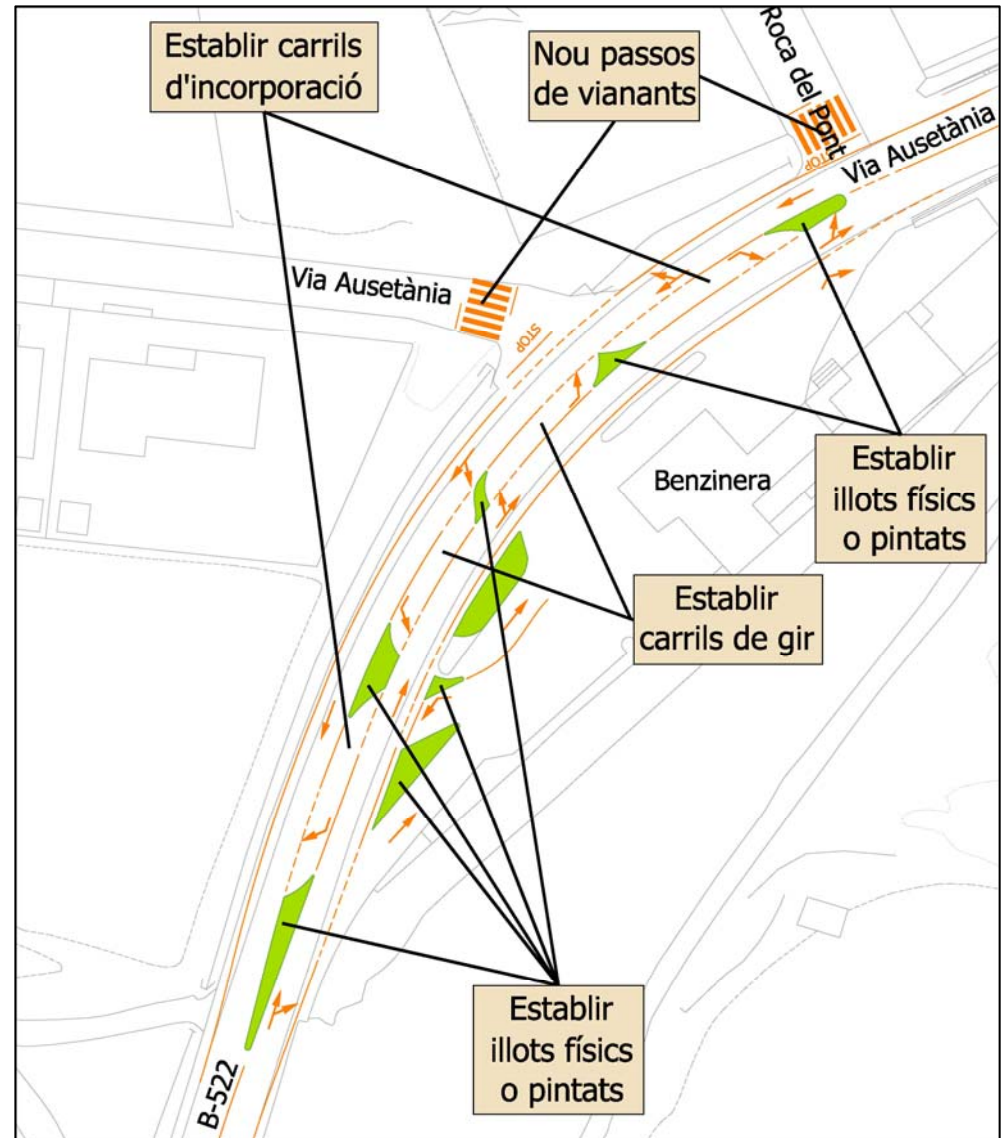 Establir carrils
d'incorporació
Nou passos
de vianants
Roca del Pont
STOP
Via Ausetània
Via Ausetània
STOP
Benzinera
Establir
illots físics
o pintats
Establir
carrils de gir
Establir
illots físics
o pintats
B-522